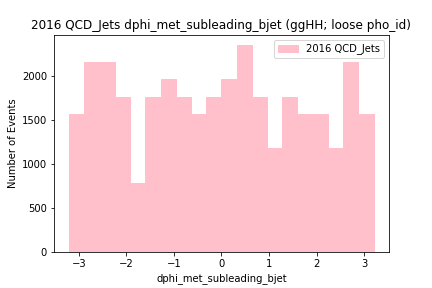 2016 QCD_Jets dphi_met_subleading_bjet (ggHH; loose pho_id)
2016 QCD_Jets
Number of Events
2000
1500
1000
500
0
−3 −2 −1 0 1 2 3
dphi_met_subleading_bjet